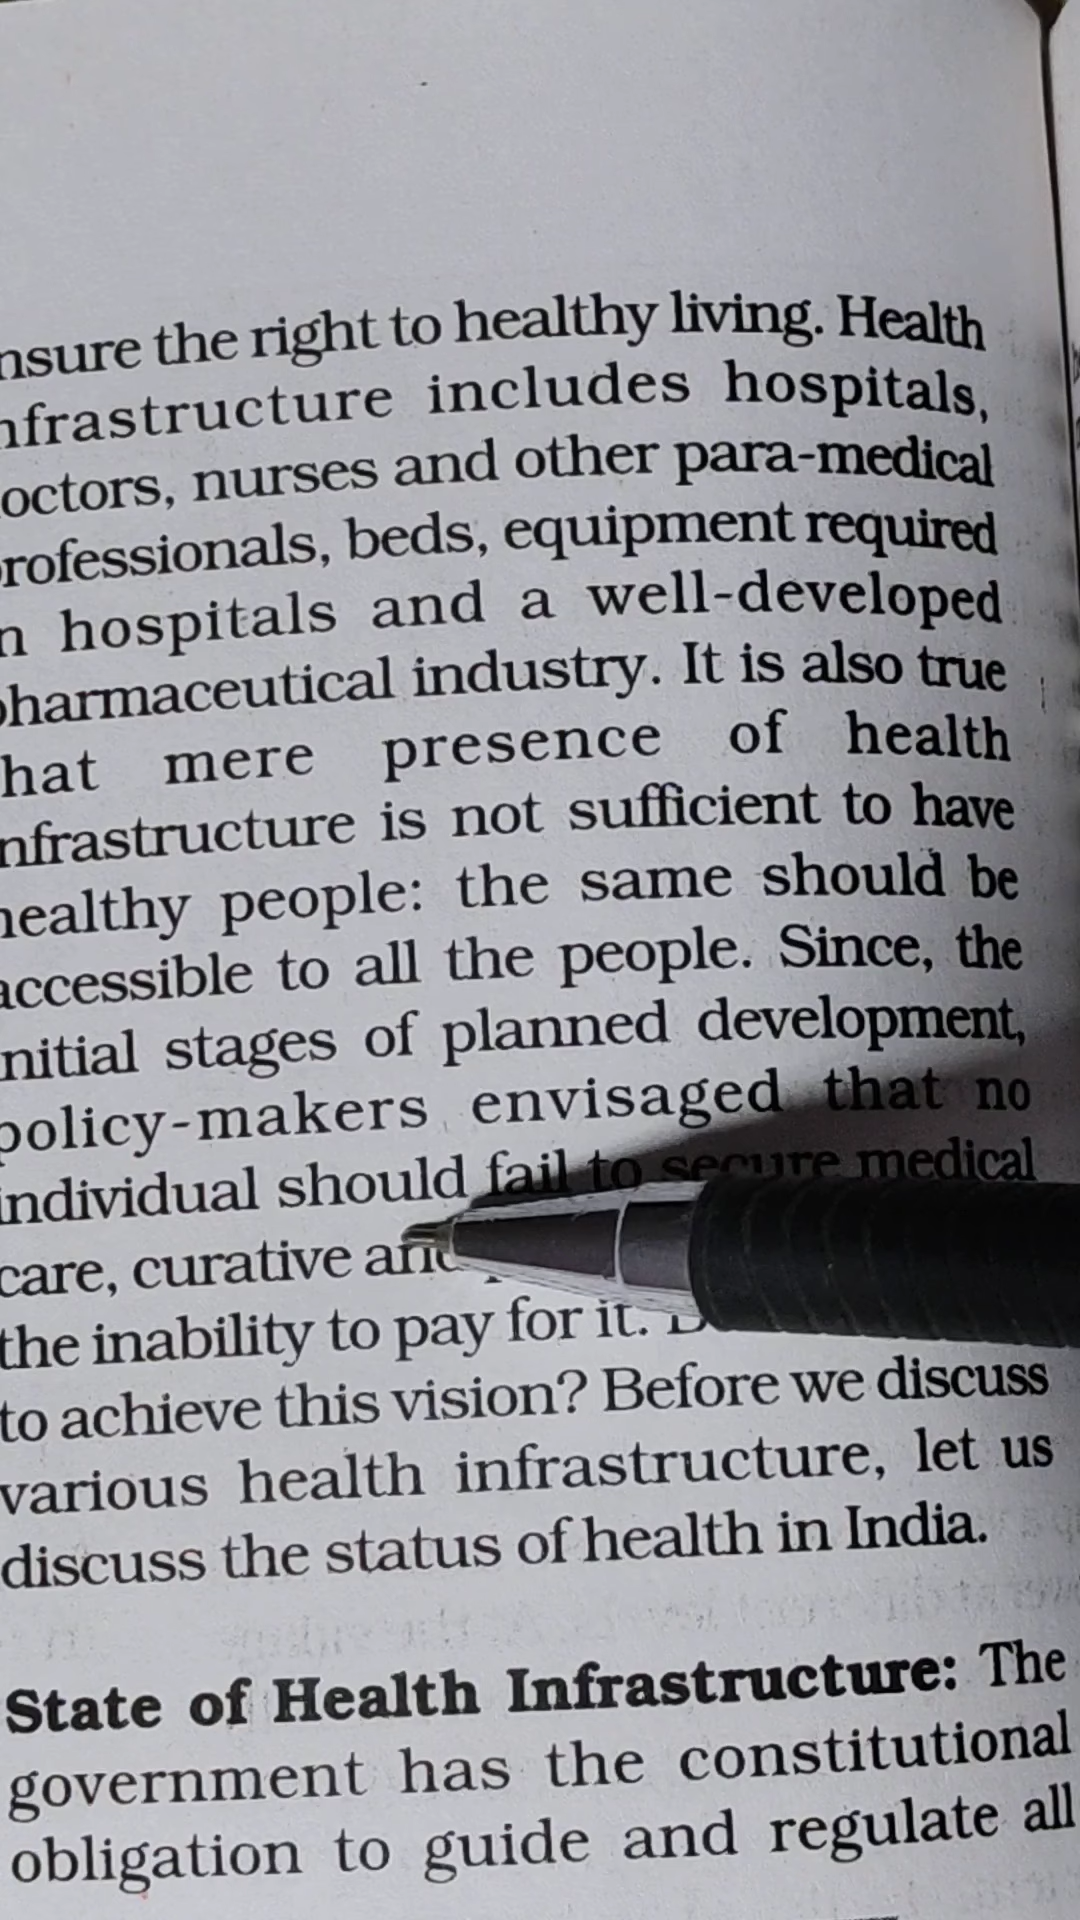 nsure the right to healthy living. Health
nfrastructure includes hospitals,
octors, nurses and other para-medical
rofessionals, beds, equipment required
n hospitals and a well-developed
harmaceutical industry. It is also true
hat mere presence of health
nfrastructure is not sufficient to have
healthy people: the same should be
accessible to all the people. Since, the
nitial stages of planned development,
policy-makers envisaged that no
individual should fail to secure medical
care, curative and
the inability to pay for it.
to achieve this vision? Before we discuss
various health infrastructure, let us
discuss the status of health in India.
State of Health Infrastructure: The
government has the constitutional
obligation to guide and regulate all